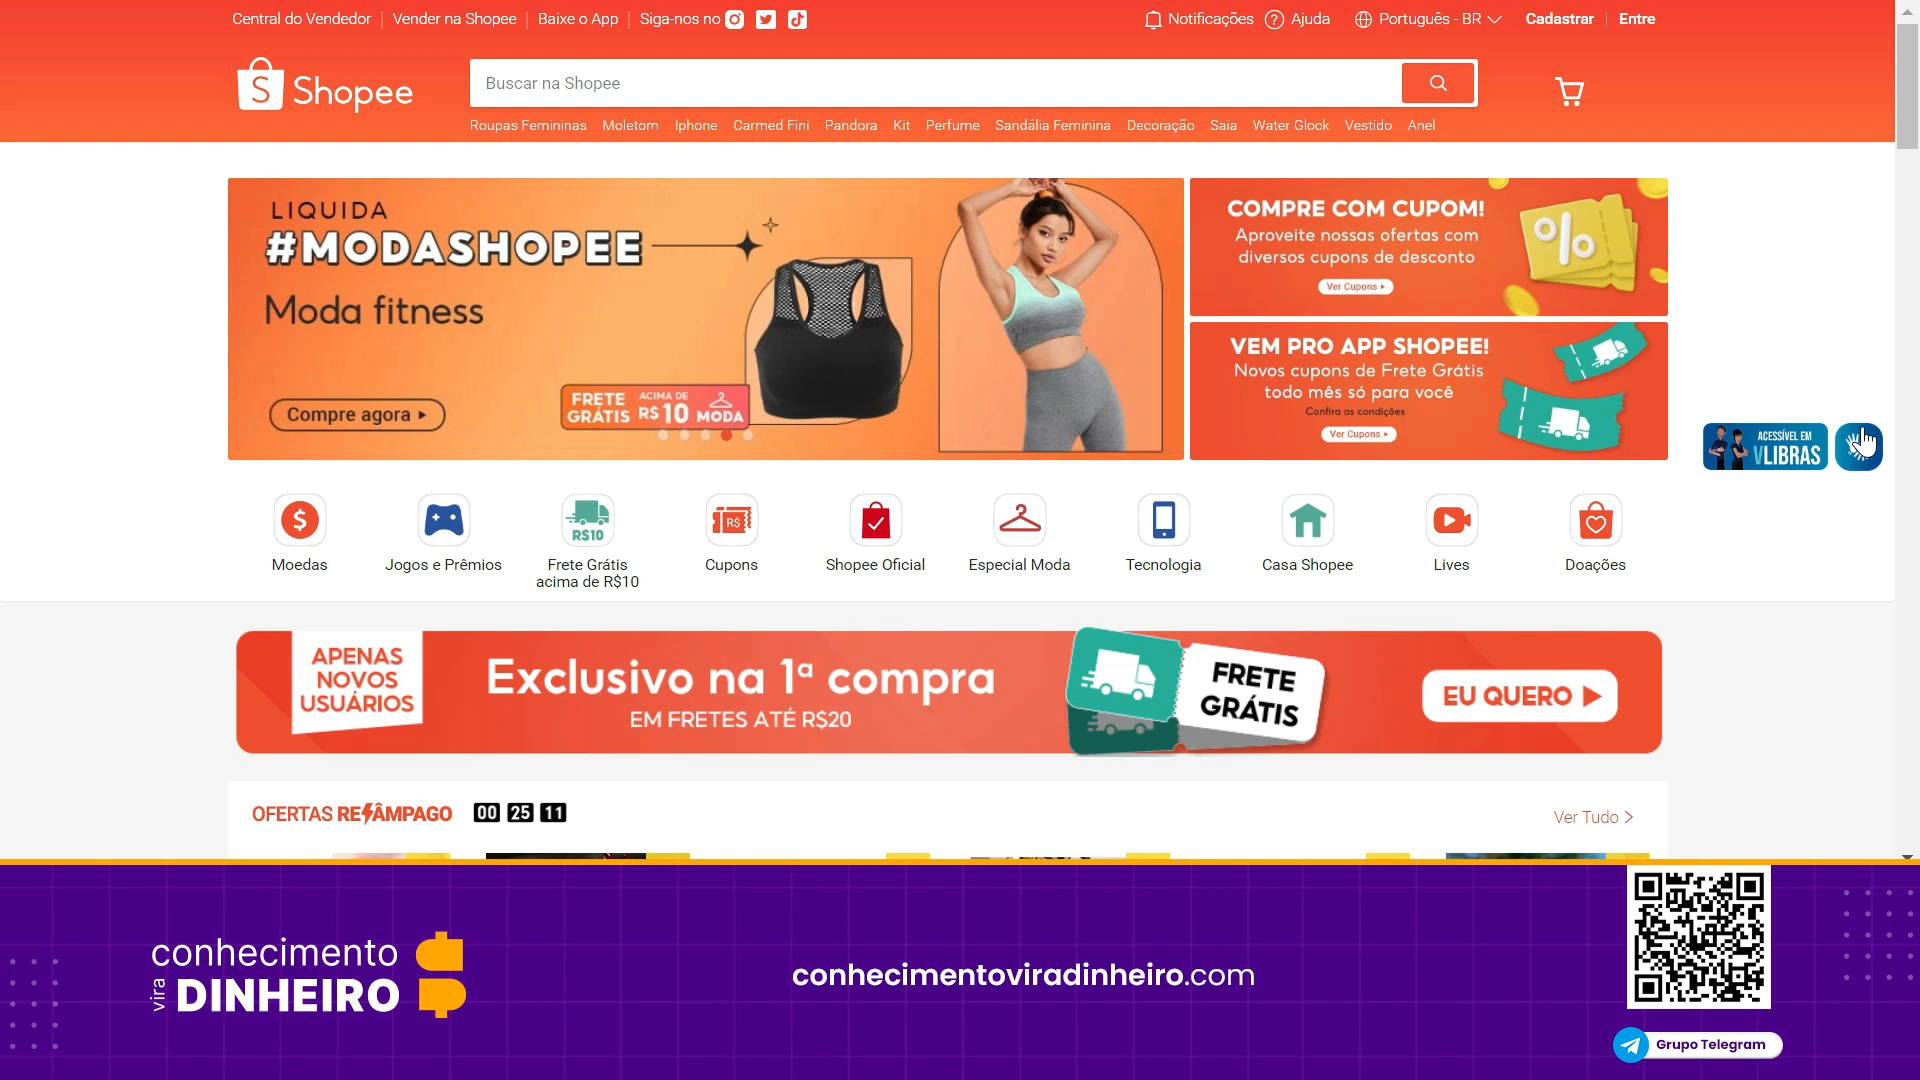 Central do Vendedor
Vender na Shopee
Baixe o App
Siga-nos no
Notificações
Ajuda
Português - BR
Cadastrar
Entre
Shopee
Buscar na Shopee
Roupas Femininas Moletom Iphone Carmed Fini Pandora Kit Perfume Sandália Feminina Decoração Saia Water Glock Vestido Anel
LIQUIDA
#MODASHOPEE
Moda fitness
Compre agora
FRETE GRÁTIS
ACIMA DE R$10
MODA
COMPRE COM CUPOM!
Aproveite nossas ofertas com
diversos cupons de desconto
Ver Cupons
%
VEM PRO APP SHOPEE!
Novos cupons de Frete Grátis
todo mês só para você
Confira as condições
Ver Cupons
ACESSÍVEL EM
VLIBRAS
R$10
R$
Moedas
Jogos e Prêmios
Frete Grátis
acima de R$10
Cupons
Shopee Oficial
Especial Moda
Tecnologia
Casa Shopee
Lives
Doações
APENAS
NOVOS
USUÁRIOS
Exclusivo na 1ª compra
EM FRETES ATÉ R$20
FRETE
GRÁTIS
EU QUERO
OFERTAS RELÂMPAGO
00 25 11
Ver Tudo
conhecimento
vira DINHEIRO
conhecimentoviradinheiro.com
Grupo Telegram